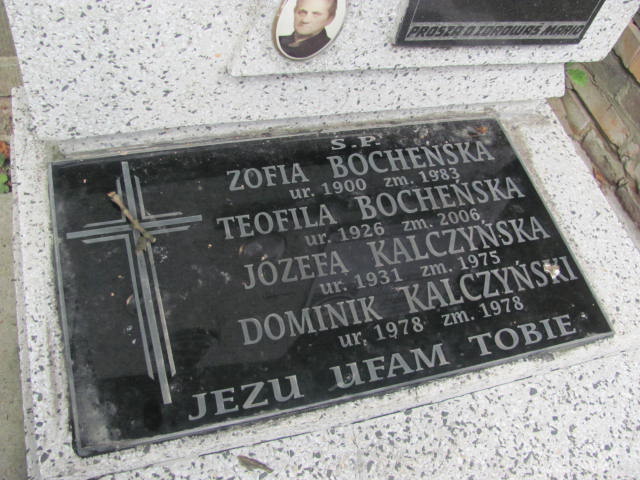 PROSZĄ O ZDROWAŚ MARIO
Ś.P.
ZOFIA BOCHEŃSKA
ur. 1900 zm. 1983
TEOFILA BOCHEŃSKA
ur. 1926 zm. 2006
JÓZEFA KALCZYŃSKA
ur. 1931 zm. 1975
DOMINIK KALCZYŃSKI
ur. 1978 zm. 1978
JEZU UFAM TOBIE